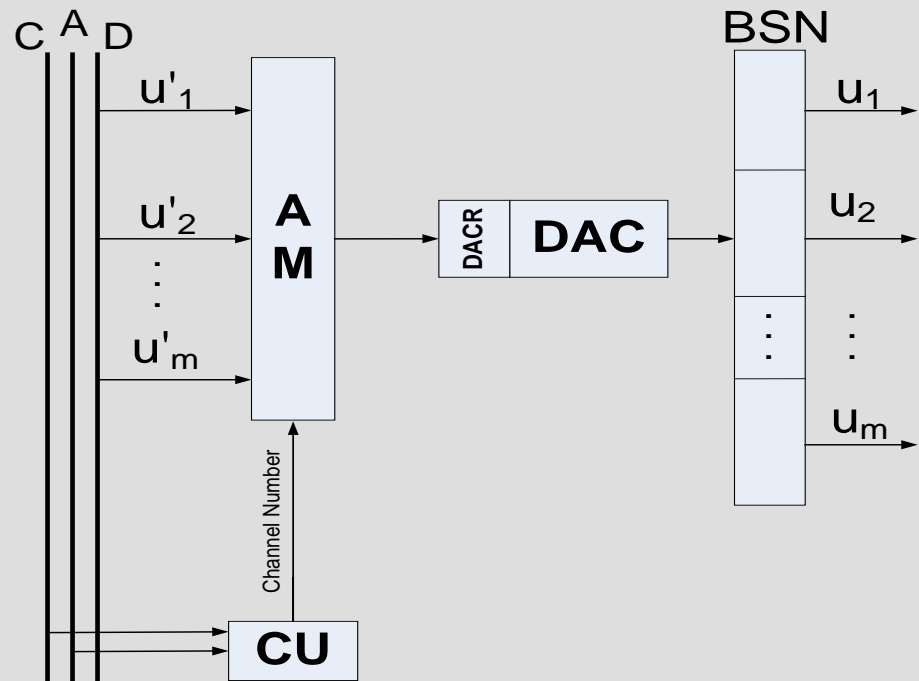 C A D
BSN
u'₁
u₁
A
M
u'₂
DACR
DAC
u₂
⋮
⋮
⋮
u'ₘ
uₘ
Channel Number
CU